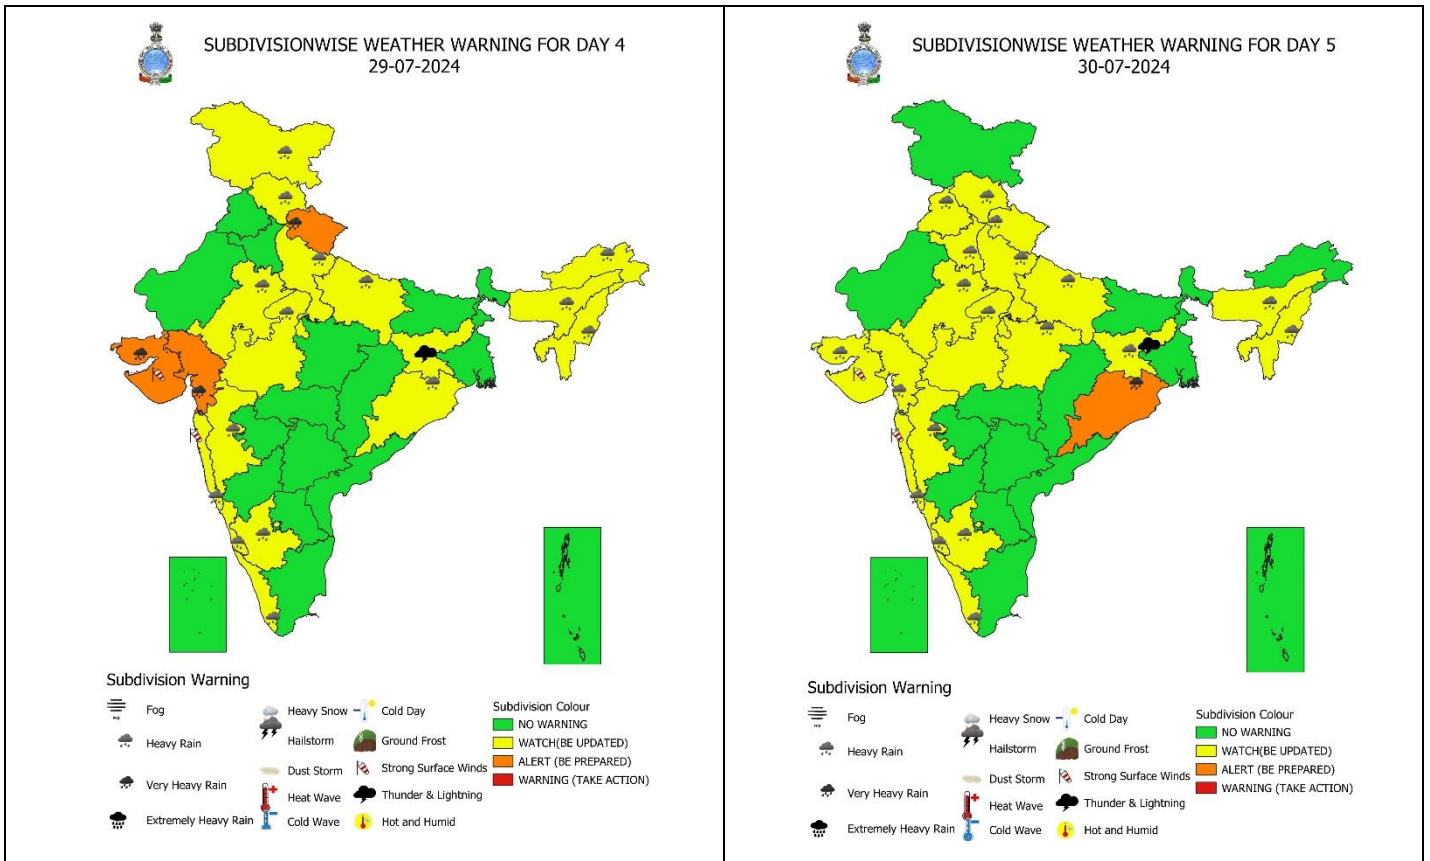 SUBDIVISIONWISE WEATHER WARNING FOR DAY 4
29-07-2024
Subdivision Warning
Fog
Heavy Rain
Very Heavy Rain
Extremely Heavy Rain
Heavy Snow
Hailstorm
Dust Storm
Heat Wave
Cold Wave
Cold Day
Ground Frost
Strong Surface Winds
Thunder & Lightning
Hot and Humid
Subdivision Colour
NO WARNING
WATCH(BE UPDATED)
ALERT (BE PREPARED)
WARNING (TAKE ACTION)
SUBDIVISIONWISE WEATHER WARNING FOR DAY 5
30-07-2024
Subdivision Warning
Fog
Heavy Rain
Very Heavy Rain
Extremely Heavy Rain
Heavy Snow
Hailstorm
Dust Storm
Heat Wave
Cold Wave
Cold Day
Ground Frost
Strong Surface Winds
Thunder & Lightning
Hot and Humid
Subdivision Colour
NO WARNING
WATCH(BE UPDATED)
ALERT (BE PREPARED)
WARNING (TAKE ACTION)